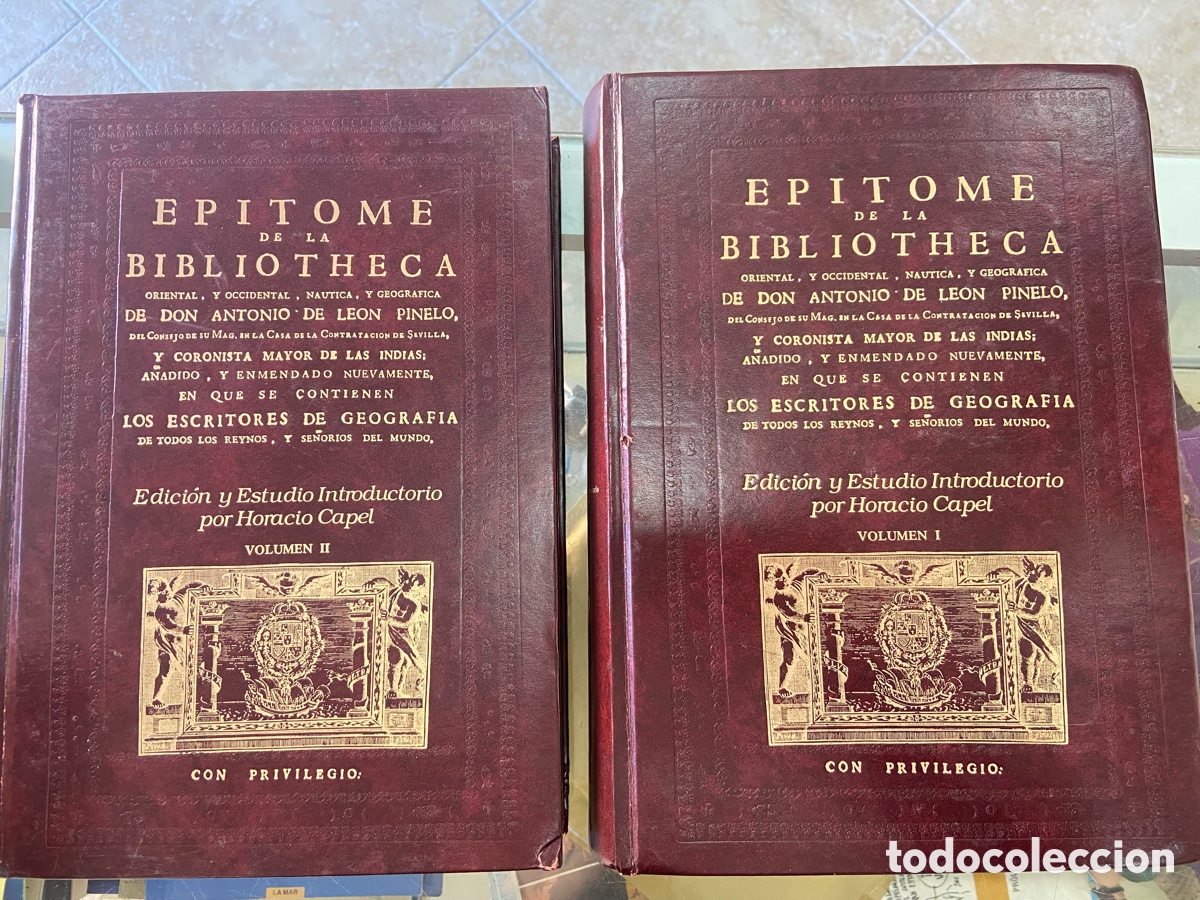 EPITOME
DE LA
BIBLIOTHECA
ORIENTAL, Y OCCIDENTAL, NAUTICA, Y GEOGRAFICA
DE DON ANTONIO DE LEON PINELO,
DEL CONSEJO DE SU MAG. EN LA CASA DE LA CONTRATACION DE SEVILLA,
Y CORONISTA MAYOR DE LAS INDIAS;
AÑADIDO, Y ENMENDADO NUEVAMENTE,
EN QUE SE CONTIENEN
LOS ESCRITORES DE GEOGRAFIA
DE TODOS LOS REYNOS, Y SEÑORIOS DEL MUNDO,
Edición y Estudio Introductorio
por Horacio Capel
VOLUMEN II
CON PRIVILEGIO:
EPITOME
DE LA
BIBLIOTHECA
ORIENTAL, Y OCCIDENTAL, NAUTICA, Y GEOGRAFICA
DE DON ANTONIO DE LEON PINELO,
DEL CONSEJO DE SU MAG. EN LA CASA DE LA CONTRATACION DE SEVILLA,
Y CORONISTA MAYOR DE LAS INDIAS;
AÑADIDO, Y ENMENDADO NUEVAMENTE,
EN QUE SE CONTIENEN
LOS ESCRITORES DE GEOGRAFIA
DE TODOS LOS REYNOS, Y SEÑORIOS DEL MUNDO,
Edición y Estudio Introductorio
por Horacio Capel
VOLUMEN I
CON PRIVILEGIO:
LA MAR
todocoleccion